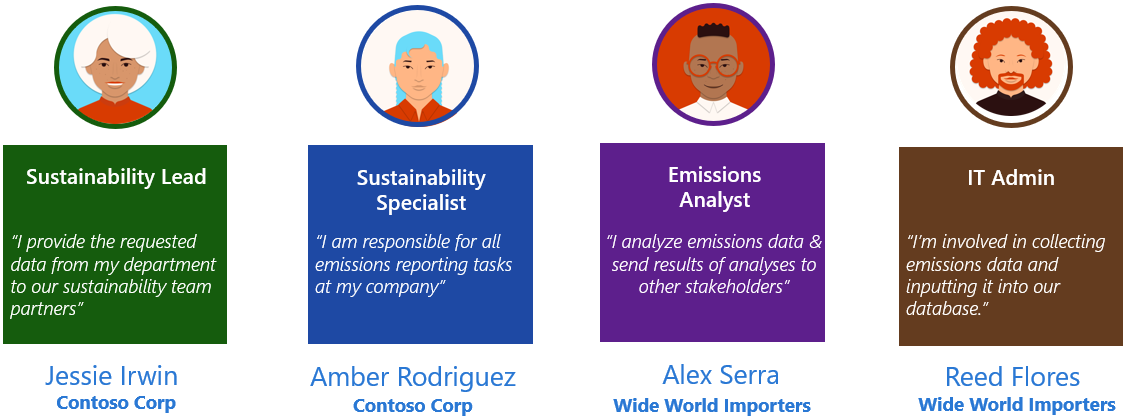 Sustainability Lead
“I provide the requested
data from my department
to our sustainability team
partners”
Jessie Irwin
Contoso Corp
Sustainability
Specialist
“I am responsible for all
emissions reporting tasks
at my company”
Amber Rodriguez
Contoso Corp
Emissions
Analyst
“I analyze emissions data &
send results of analyses to
other stakeholders”
Alex Serra
Wide World Importers
IT Admin
“I’m involved in collecting
emissions data and
inputting it into our
database.”
Reed Flores
Wide World Importers